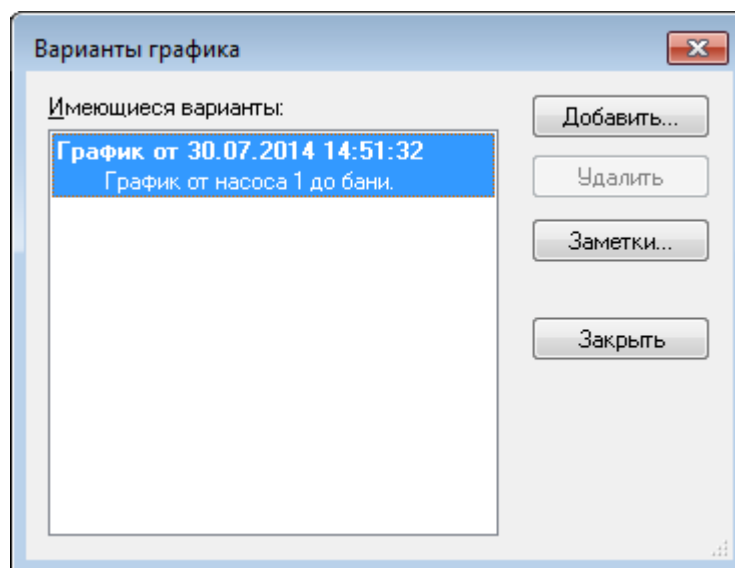 Варианты графика
Имеющиеся варианты:
График от 30.07.2014 14:51:32
График от насоса 1 до бани.
Добавить...
Удалить
Заметки...
Закрыть